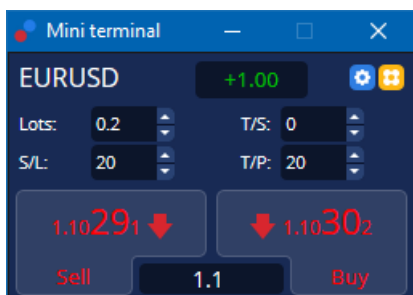 Mini terminal
EURUSD +1.00
Lots: 0.2 T/S: 0
S/L: 20 T/P: 20
1.10291 1.10302
Sell 1.1 Buy